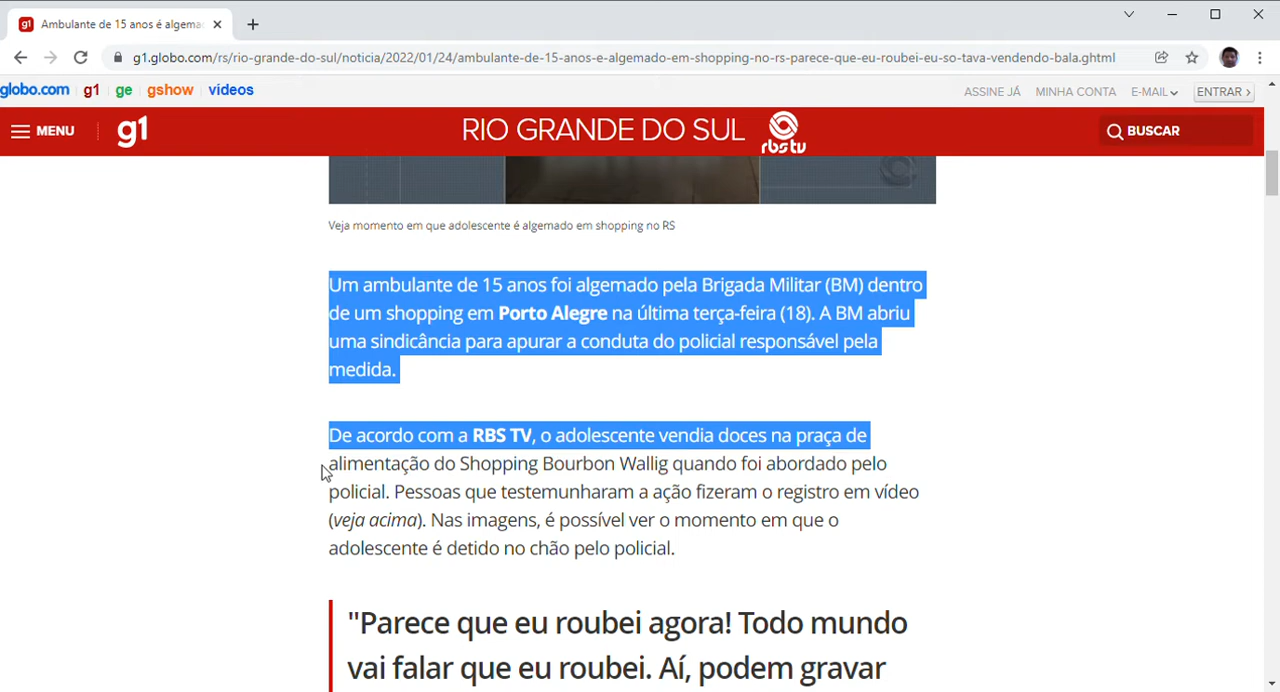 g1 Ambulante de 15 anos é algema
g1.globo.com/rs/rio-grande-do-sul/noticia/2022/01/24/ambulante-de-15-anos-e-algemado-em-shopping-no-rs-parece-que-eu-roubei-eu-so-tava-vendendo-bala.ghtml
globo.com g1 ge gshow videos ASSINE JÁ MINHA CONTA E-MAIL ENTRAR ›
MENU g1 RIO GRANDE DO SUL rbs tv BUSCAR
Veja momento em que adolescente é algemado em shopping no RS
Um ambulante de 15 anos foi algemado pela Brigada Militar (BM) dentro
de um shopping em Porto Alegre na última terça-feira (18). A BM abriu
uma sindicância para apurar a conduta do policial responsável pela
medida.
De acordo com a RBS TV, o adolescente vendia doces na praça de
alimentação do Shopping Bourbon Wallig quando foi abordado pelo
policial. Pessoas que testemunharam a ação fizeram o registro em vídeo
(veja acima). Nas imagens, é possível ver o momento em que o
adolescente é detido no chão pelo policial.
"Parece que eu roubei agora! Todo mundo
vai falar que eu roubei. Aí, podem gravar